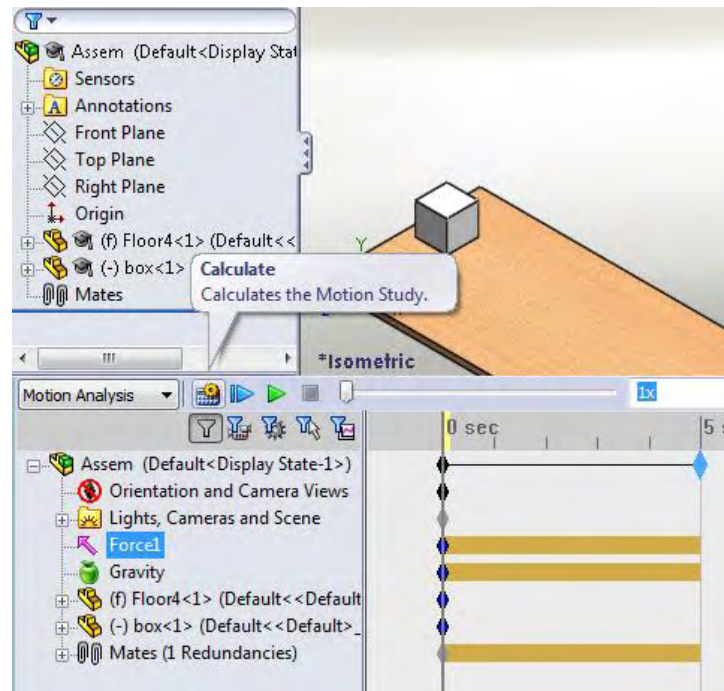 Assem (Default<Display Stat
Sensors
A Annotations
Front Plane
Top Plane
Right Plane
Origin
(f) Floor4<1> (Default<<
(-) box<1>
Mates
Calculate
Calculates the Motion Study.
Y
*Isometric
Motion Analysis
1x
0 sec
5 s
Assem (Default<Display State-1>)
Orientation and Camera Views
Lights, Cameras and Scene
Force1
Gravity
(f) Floor4<1> (Default<<Default
(-) box<1> (Default<<Default>_
Mates (1 Redundancies)